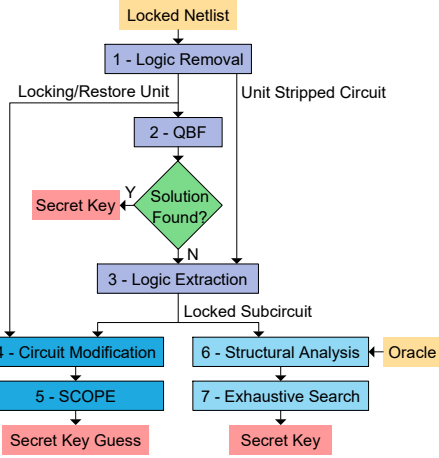 Locked Netlist
1 - Logic Removal
Locking/Restore Unit
Unit Stripped Circuit
2 - QBF
Solution
Found?
Y
Secret Key
N
3 - Logic Extraction
Locked Subcircuit
4 - Circuit Modification
6 - Structural Analysis
Oracle
5 - SCOPE
7 - Exhaustive Search
Secret Key Guess
Secret Key